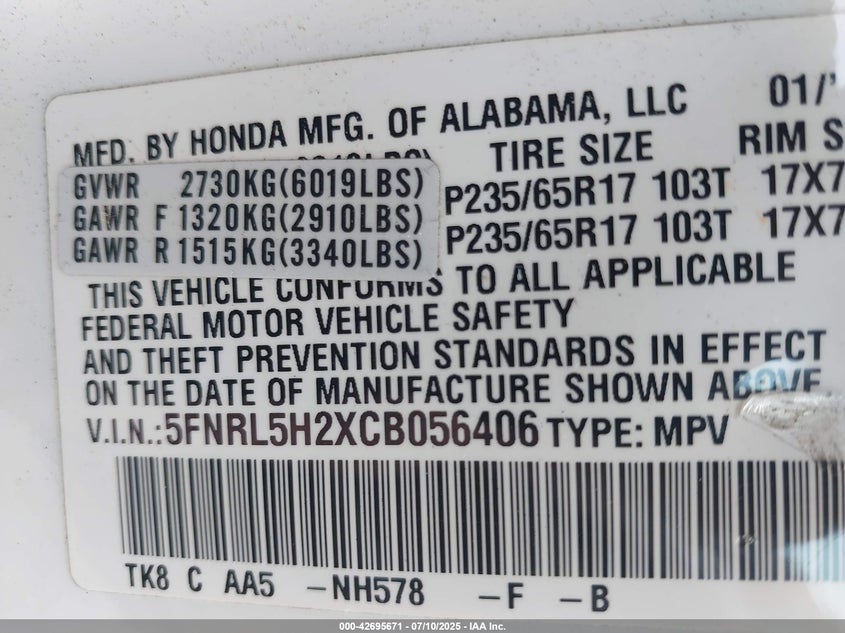 MFD. BY HONDA MFG. OF ALABAMA, LLC 01/'
TIRE SIZE RIM S
GVWR 2730KG(6019LBS) P235/65R17 103T 17X7
GAWR F 1320KG(2910LBS) P235/65R17 103T 17X7
GAWR R 1515KG(3340LBS)
THIS VEHICLE CONFORMS TO ALL APPLICABLE
FEDERAL MOTOR VEHICLE SAFETY
AND THEFT PREVENTION STANDARDS IN EFFECT
ON THE DATE OF MANUFACTURE SHOWN ABOVE
V.I.N.:5FNRL5H2XCB056406 TYPE: MPV
TK8 C AA5 -NH578 -F -B
000-42695671 - 07/10/2025 - IAA Inc.